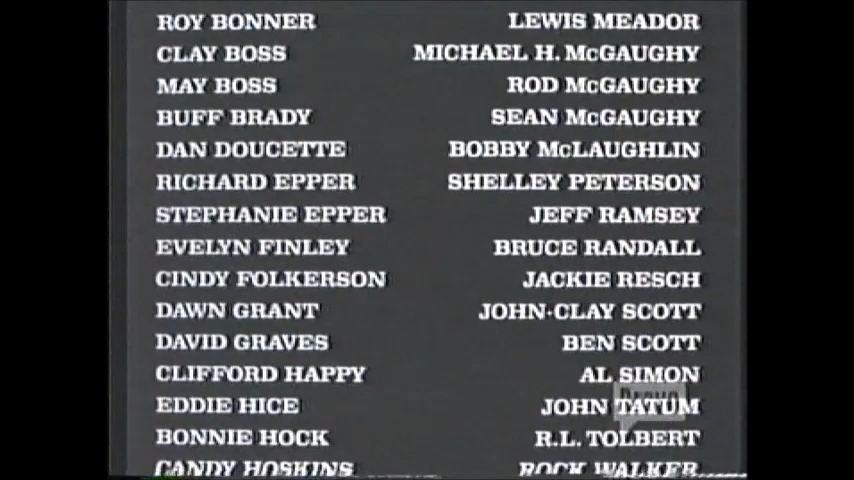 ROY BONNER LEWIS MEADOR
CLAY BOSS MICHAEL H. McGAUGHY
MAY BOSS ROD McGAUGHY
BUFF BRADY SEAN McGAUGHY
DAN DOUCETTE BOBBY McLAUGHLIN
RICHARD EPPER SHELLEY PETERSON
STEPHANIE EPPER JEFF RAMSEY
EVELYN FINLEY BRUCE RANDALL
CINDY FOLKERSON JACKIE RESCH
DAWN GRANT JOHN-CLAY SCOTT
DAVID GRAVES BEN SCOTT
CLIFFORD HAPPY AL SIMON
EDDIE HICE JOHN TATUM
BONNIE HOCK R.L. TOLBERT
CANDY HOSKINS ROCK WALKER